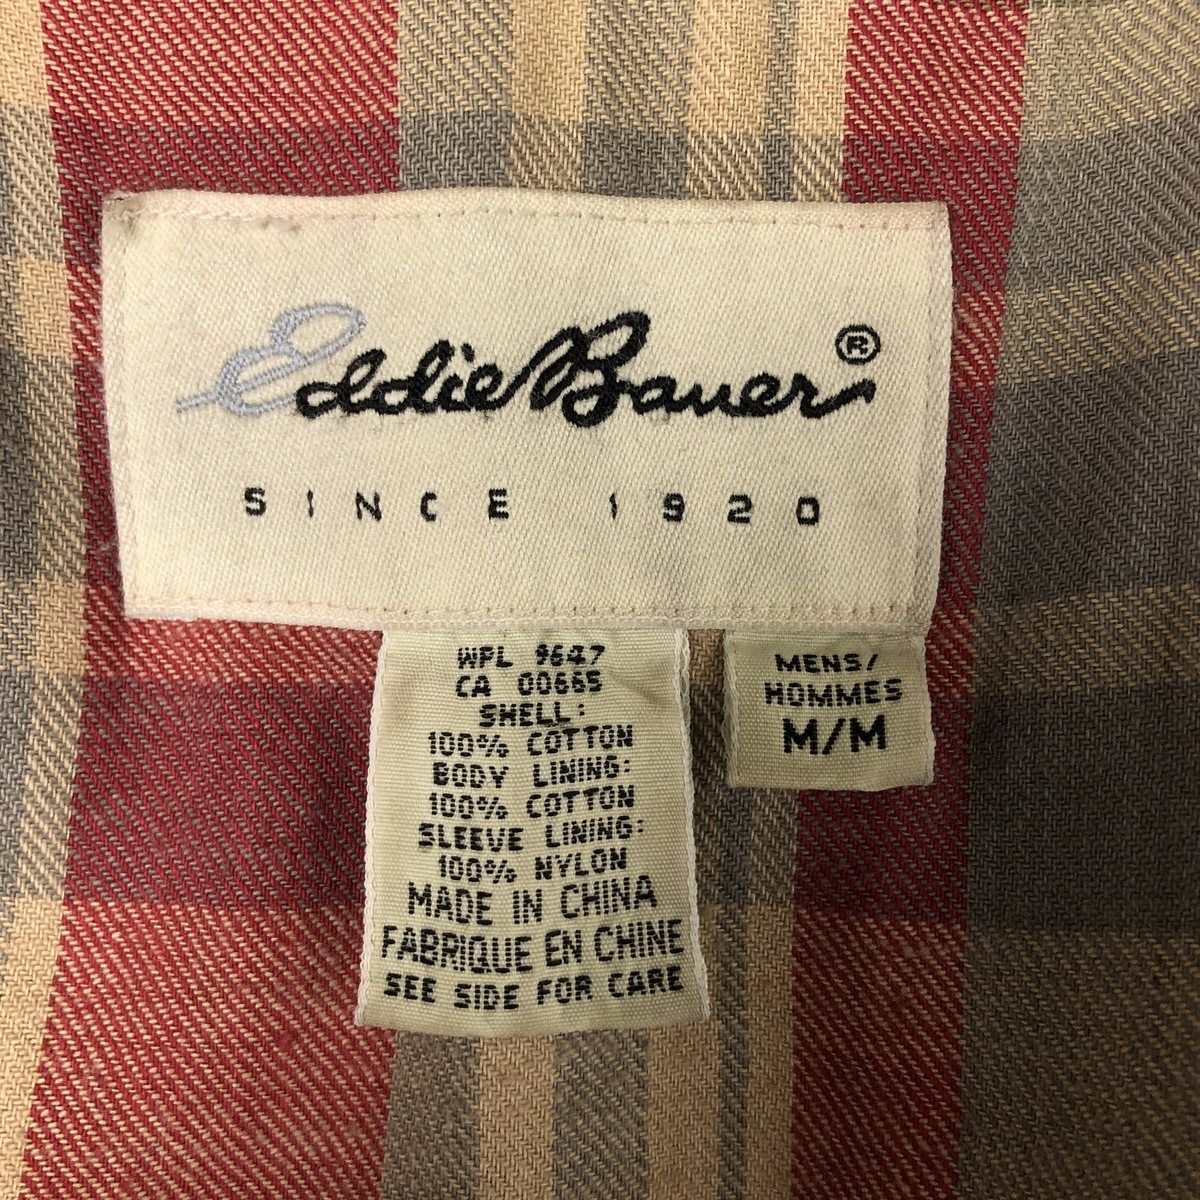 Eddie Bauer®
SINCE 1920
WPL 9647
CA 00665
SHELL:
100% COTTON
BODY LINING:
100% COTTON
SLEEVE LINING:
100% NYLON
MADE IN CHINA
FABRIQUE EN CHINE
SEE SIDE FOR CARE
MENS/
HOMMES
M/M